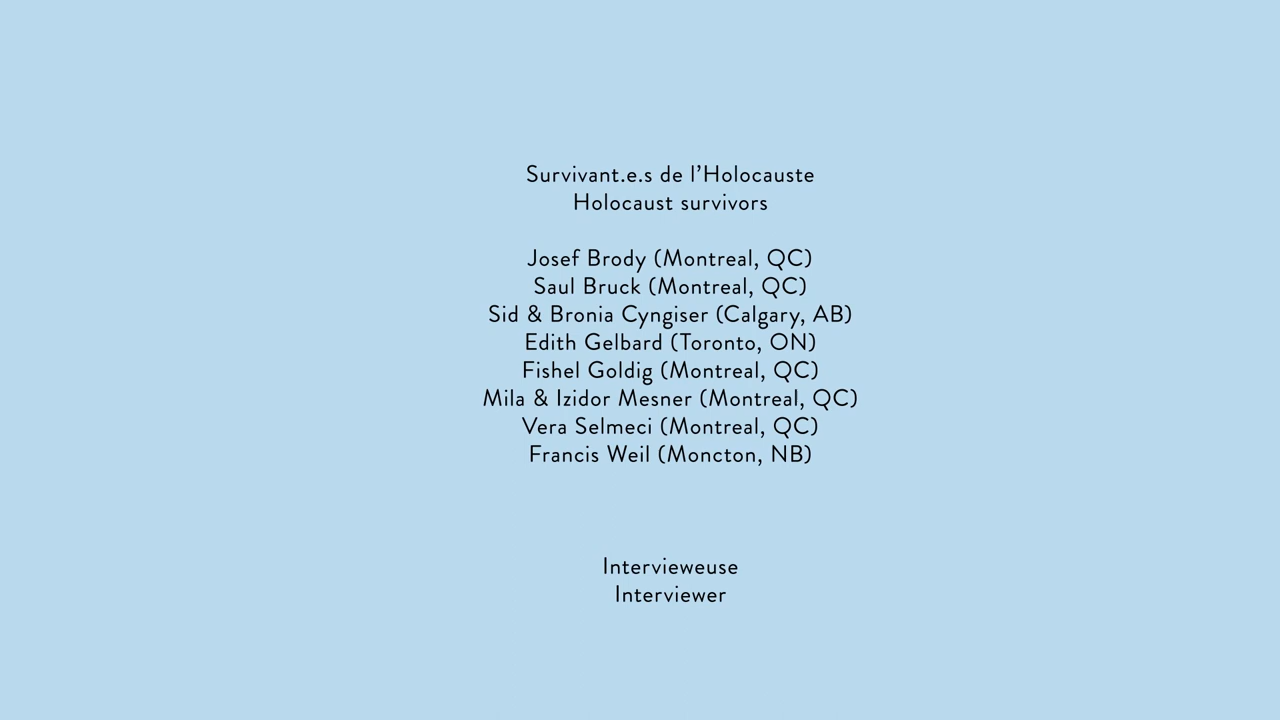 Survivant.e.s de l’Holocauste
Holocaust survivors
Josef Brody (Montreal, QC)
Saul Bruck (Montreal, QC)
Sid & Bronia Cyngiser (Calgary, AB)
Edith Gelbard (Toronto, ON)
Fishel Goldig (Montreal, QC)
Mila & Izidor Mesner (Montreal, QC)
Vera Selmeci (Montreal, QC)
Francis Weil (Moncton, NB)
Intervieweuse
Interviewer